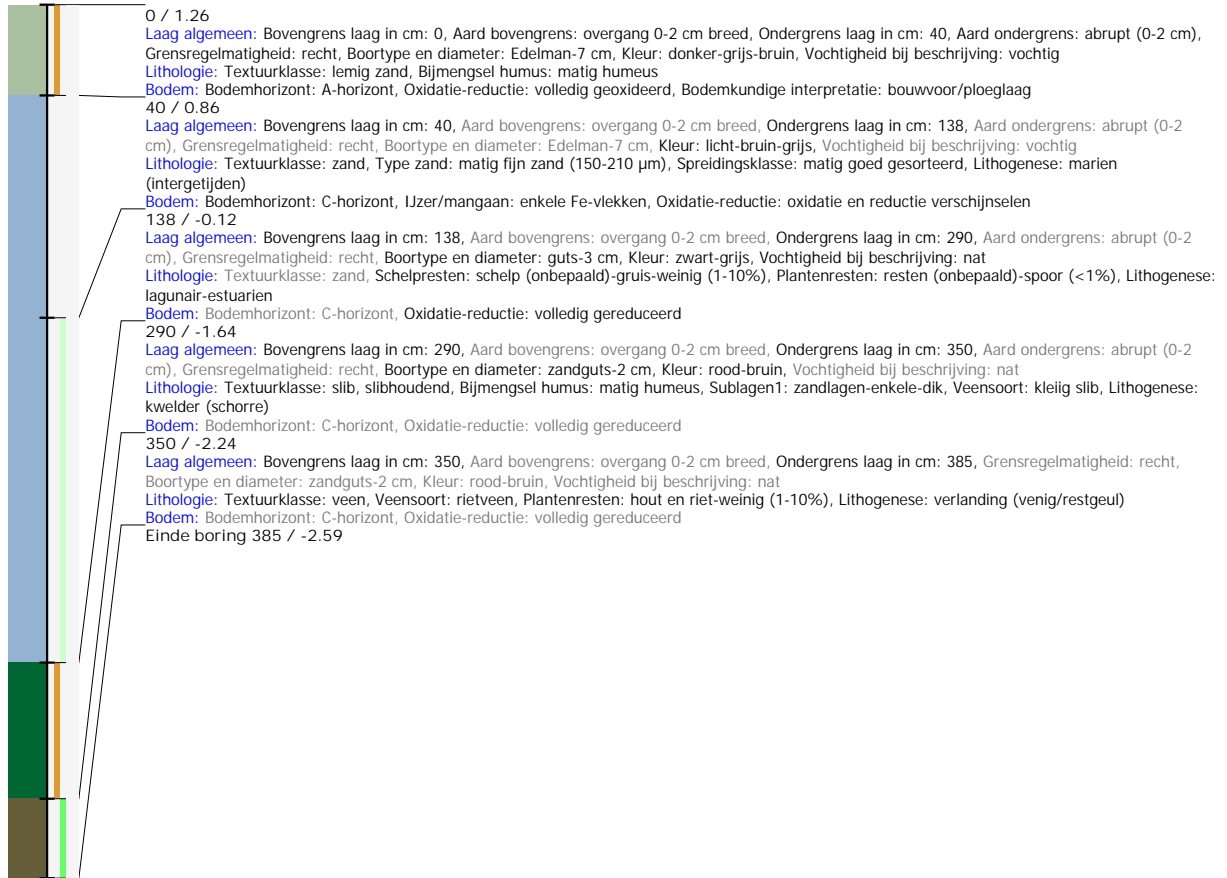 0 / 1.26
Laag algemeen: Bovengrens laag in cm: 0, Aard bovengrens: overgang 0-2 cm breed, Ondergrens laag in cm: 40, Aard ondergrens: abrupt (0-2 cm),
Grensregelmatigheid: recht, Boortype en diameter: Edelman-7 cm, Kleur: donker-grijs-bruin, Vochtigheid bij beschrijving: vochtig
Lithologie: Textuurklasse: lemig zand, Bijmengsel humus: matig humeus
Bodem: Bodemhorizont: A-horizont, Oxidatie-reductie: volledig geoxideerd, Bodemkundige interpretatie: bouwvoor/ploeglaag
40 / 0.86
Laag algemeen: Bovengrens laag in cm: 40, Aard bovengrens: overgang 0-2 cm breed, Ondergrens laag in cm: 138, Aard ondergrens: abrupt (0-2
cm), Grensregelmatigheid: recht, Boortype en diameter: Edelman-7 cm, Kleur: licht-bruin-grijs, Vochtigheid bij beschrijving: vochtig
Lithologie: Textuurklasse: zand, Type zand: matig fijn zand (150-210 µm), Spreidingsklasse: matig goed gesorteerd, Lithogenese: marien
(intergetijden)
Bodem: Bodemhorizont: C-horizont, IJzer/mangaan: enkele Fe-vlekken, Oxidatie-reductie: oxidatie en reductie verschijnselen
138 / -0.12
Laag algemeen: Bovengrens laag in cm: 138, Aard bovengrens: overgang 0-2 cm breed, Ondergrens laag in cm: 290, Aard ondergrens: abrupt (0-2
cm), Grensregelmatigheid: recht, Boortype en diameter: guts-3 cm, Kleur: zwart-grijs, Vochtigheid bij beschrijving: nat
Lithologie: Textuurklasse: zand, Schelpresten: schelp (onbepaald)-gruis-weinig (1-10%), Plantenresten: resten (onbepaald)-spoor (<1%), Lithogenese:
lagunair-estuarien
Bodem: Bodemhorizont: C-horizont, Oxidatie-reductie: volledig gereduceerd
290 / -1.64
Laag algemeen: Bovengrens laag in cm: 290, Aard bovengrens: overgang 0-2 cm breed, Ondergrens laag in cm: 350, Aard ondergrens: abrupt (0-2
cm), Grensregelmatigheid: recht, Boortype en diameter: zandguts-2 cm, Kleur: rood-bruin, Vochtigheid bij beschrijving: nat
Lithologie: Textuurklasse: slib, slibhoudend, Bijmengsel humus: matig humeus, Sublagen1: zandlagen-enkele-dik, Veensoort: kleiig slib, Lithogenese:
kwelder (schorre)
Bodem: Bodemhorizont: C-horizont, Oxidatie-reductie: volledig gereduceerd
350 / -2.24
Laag algemeen: Bovengrens laag in cm: 350, Aard bovengrens: overgang 0-2 cm breed, Ondergrens laag in cm: 385, Grensregelmatigheid: recht,
Boortype en diameter: zandguts-2 cm, Kleur: rood-bruin, Vochtigheid bij beschrijving: nat
Lithologie: Textuurklasse: veen, Veensoort: rietveen, Plantenresten: hout en riet-weinig (1-10%), Lithogenese: verlanding (venig/restgeul)
Bodem: Bodemhorizont: C-horizont, Oxidatie-reductie: volledig gereduceerd
Einde boring 385 / -2.59